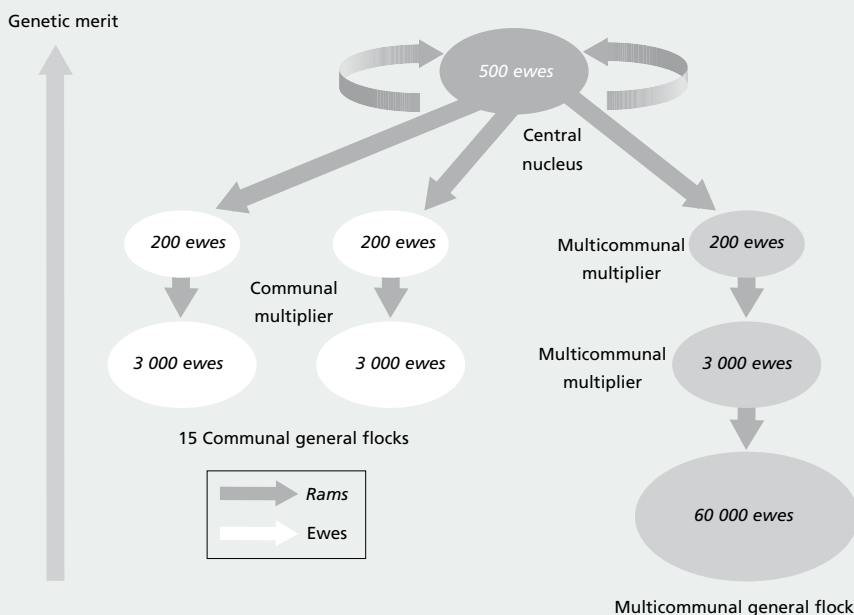 Genetic merit
500 ewes
Central
nucleus
200 ewes
200 ewes
Multicommunal
multiplier
200 ewes
Communal
multiplier
3 000 ewes
3 000 ewes
Multicommunal
multiplier
3 000 ewes
15 Communal general flocks
Rams
Ewes
60 000 ewes
Multicommunal general flock